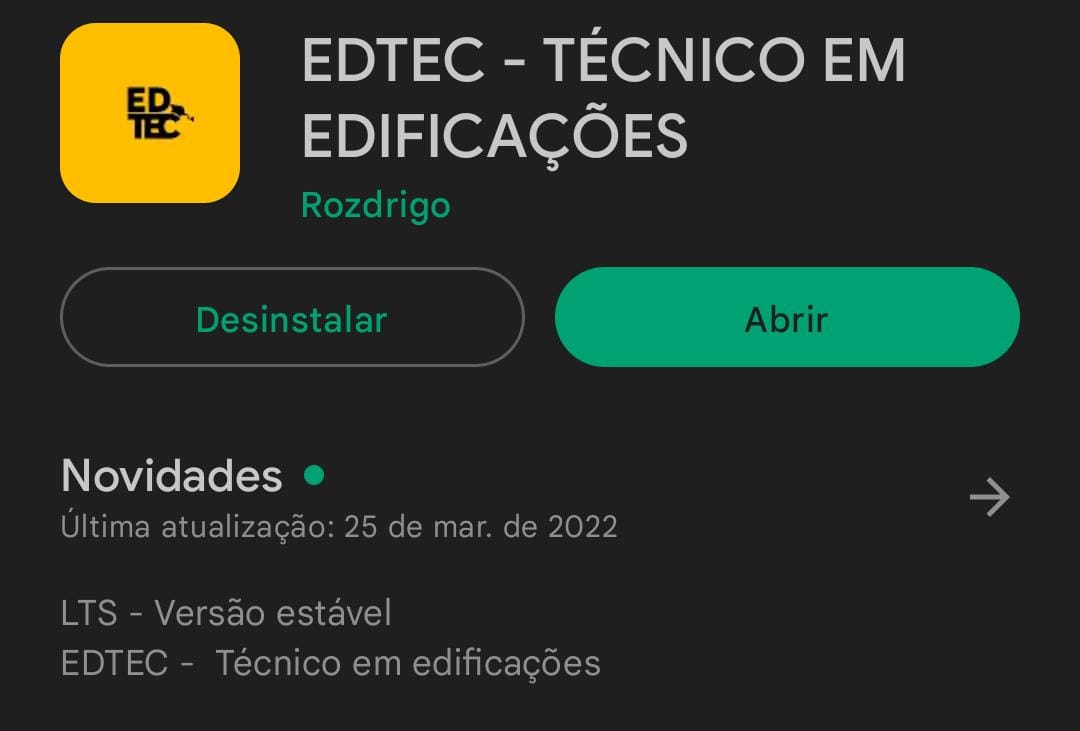 ED
TEC
EDTEC - TÉCNICO EM
EDIFICAÇÕES
Rozdrigo
Desinstalar
Abrir
Novidades
Última atualização: 25 de mar. de 2022
LTS - Versão estável
EDTEC -  Técnico em edificações